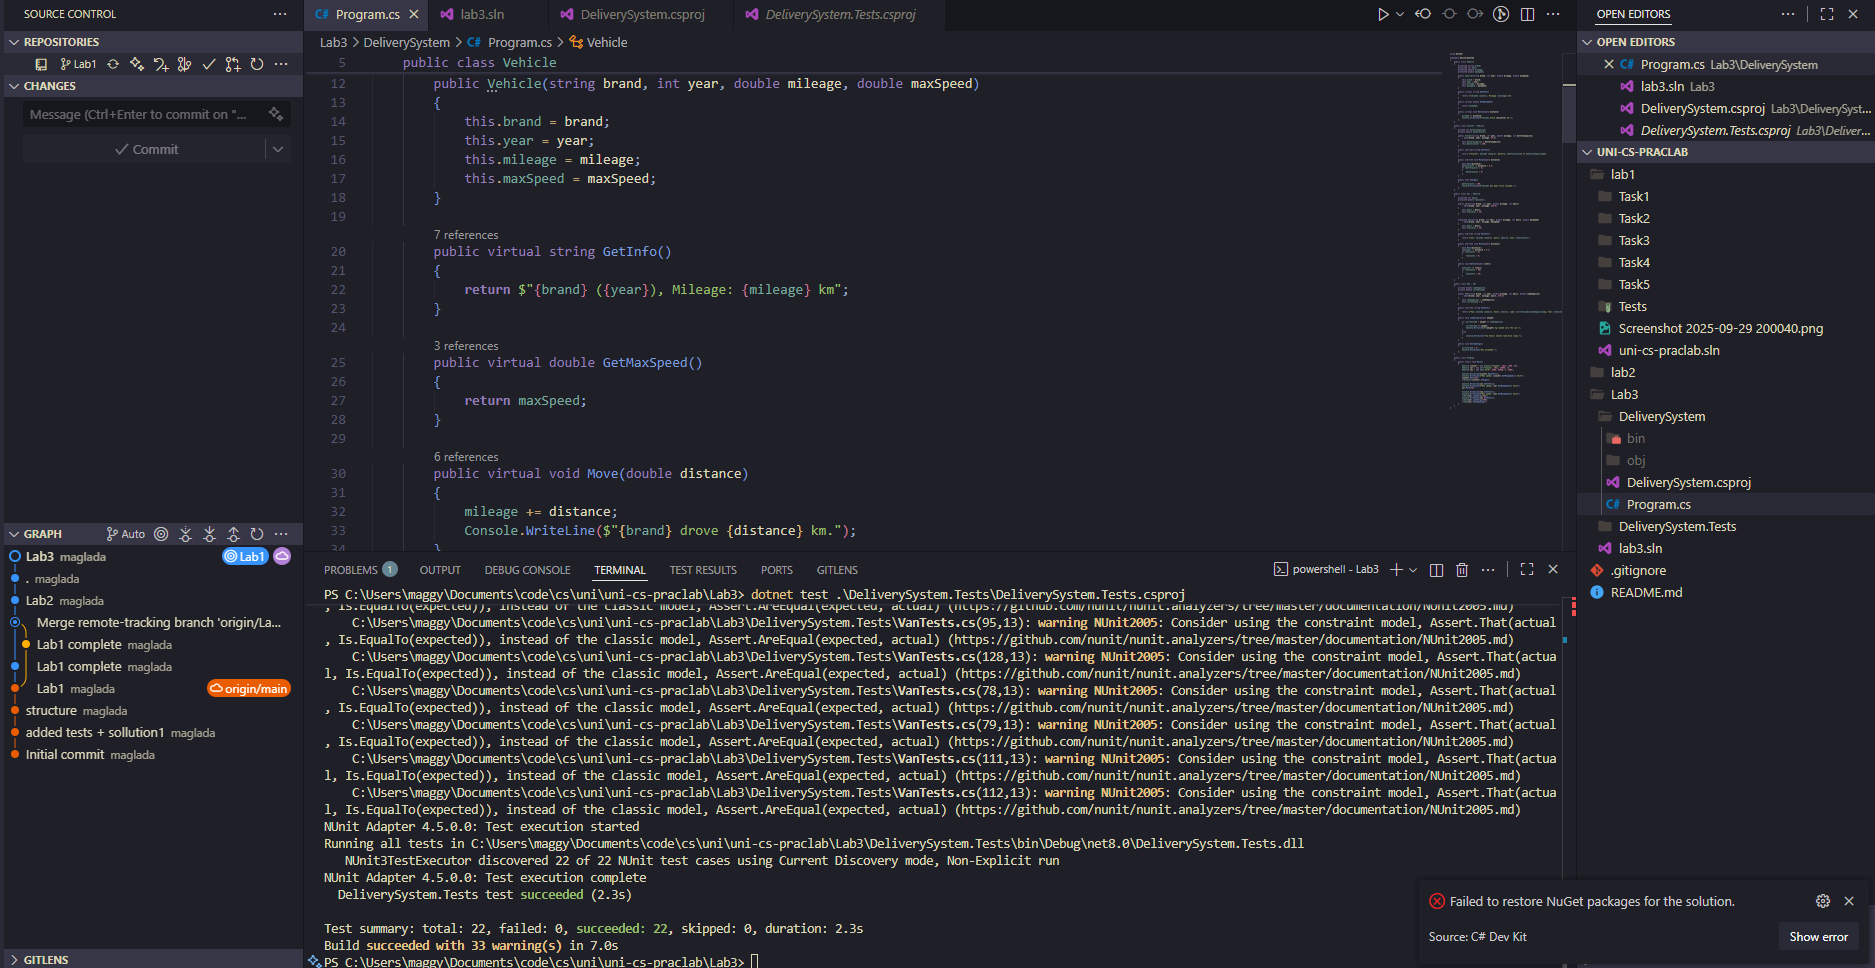 SOURCE CONTROL
REPOSITORIES
Lab1
CHANGES
Message (Ctrl+Enter to commit on "...
Commit
GRAPH
Auto
Lab3 maglada Lab1
. maglada
Lab2 maglada
Merge remote-tracking branch 'origin/La...
Lab1 complete maglada
Lab1 complete maglada
Lab1 maglada origin/main
structure maglada
added tests + sollution1 maglada
Initial commit maglada
GITLENS
C# Program.cs
lab3.sln
DeliverySystem.csproj
DeliverySystem.Tests.csproj
Lab3 > DeliverySystem > C# Program.cs > Vehicle
5 public class Vehicle
12 public Vehicle(string brand, int year, double mileage, double maxSpeed)
13 {
14 this.brand = brand;
15 this.year = year;
16 this.mileage = mileage;
17 this.maxSpeed = maxSpeed;
18 }
19
7 references
20 public virtual string GetInfo()
21 {
22 return $"{brand} ({year}), Mileage: {mileage} km";
23 }
24
3 references
25 public virtual double GetMaxSpeed()
26 {
27 return maxSpeed;
28 }
29
6 references
30 public virtual void Move(double distance)
31 {
32 mileage += distance;
33 Console.WriteLine($"{brand} drove {distance} km.");
34 }
PROBLEMS 1 OUTPUT DEBUG CONSOLE TERMINAL TEST RESULTS PORTS GITLENS
powershell - Lab3
PS C:\Users\maggy\Documents\code\cs\uni\uni-cs-praclab\Lab3> dotnet test .\DeliverySystem.Tests\DeliverySystem.Tests.csproj
, Is.EqualTo(expected)), instead of the classic model, Assert.AreEqual(expected, actual) (https://github.com/nunit/nunit.analyzers/tree/master/documentation/NUnit2005.md)
C:\Users\maggy\Documents\code\cs\uni\uni-cs-praclab\Lab3\DeliverySystem.Tests\VanTests.cs(95,13): warning NUnit2005: Consider using the constraint model, Assert.That(actual
, Is.EqualTo(expected)), instead of the classic model, Assert.AreEqual(expected, actual) (https://github.com/nunit/nunit.analyzers/tree/master/documentation/NUnit2005.md)
C:\Users\maggy\Documents\code\cs\uni\uni-cs-praclab\Lab3\DeliverySystem.Tests\VanTests.cs(128,13): warning NUnit2005: Consider using the constraint model, Assert.That(actua
l, Is.EqualTo(expected)), instead of the classic model, Assert.AreEqual(expected, actual) (https://github.com/nunit/nunit.analyzers/tree/master/documentation/NUnit2005.md)
C:\Users\maggy\Documents\code\cs\uni\uni-cs-praclab\Lab3\DeliverySystem.Tests\VanTests.cs(78,13): warning NUnit2005: Consider using the constraint model, Assert.That(actual
, Is.EqualTo(expected)), instead of the classic model, Assert.AreEqual(expected, actual) (https://github.com/nunit/nunit.analyzers/tree/master/documentation/NUnit2005.md)
C:\Users\maggy\Documents\code\cs\uni\uni-cs-praclab\Lab3\DeliverySystem.Tests\VanTests.cs(79,13): warning NUnit2005: Consider using the constraint model, Assert.That(actual
, Is.EqualTo(expected)), instead of the classic model, Assert.AreEqual(expected, actual) (https://github.com/nunit/nunit.analyzers/tree/master/documentation/NUnit2005.md)
C:\Users\maggy\Documents\code\cs\uni\uni-cs-praclab\Lab3\DeliverySystem.Tests\VanTests.cs(111,13): warning NUnit2005: Consider using the constraint model, Assert.That(actua
l, Is.EqualTo(expected)), instead of the classic model, Assert.AreEqual(expected, actual) (https://github.com/nunit/nunit.analyzers/tree/master/documentation/NUnit2005.md)
C:\Users\maggy\Documents\code\cs\uni\uni-cs-praclab\Lab3\DeliverySystem.Tests\VanTests.cs(112,13): warning NUnit2005: Consider using the constraint model, Assert.That(actua
l, Is.EqualTo(expected)), instead of the classic model, Assert.AreEqual(expected, actual) (https://github.com/nunit/nunit.analyzers/tree/master/documentation/NUnit2005.md)
NUnit Adapter 4.5.0.0: Test execution started
Running all tests in C:\Users\maggy\Documents\code\cs\uni\uni-cs-praclab\Lab3\DeliverySystem.Tests\bin\Debug\net8.0\DeliverySystem.Tests.dll
NUnit3TestExecutor discovered 22 of 22 NUnit test cases using Current Discovery mode, Non-Explicit run
NUnit Adapter 4.5.0.0: Test execution complete
DeliverySystem.Tests test succeeded (2.3s)
Test summary: total: 22, failed: 0, succeeded: 22, skipped: 0, duration: 2.3s
Build succeeded with 33 warning(s) in 7.0s
PS C:\Users\maggy\Documents\code\cs\uni\uni-cs-praclab\Lab3>
OPEN EDITORS
OPEN EDITORS
C# Program.cs Lab3\DeliverySystem
lab3.sln Lab3
DeliverySystem.csproj Lab3\DeliverySyst...
DeliverySystem.Tests.csproj Lab3\Deliver...
UNI-CS-PRACLAB
lab1
Task1
Task2
Task3
Task4
Task5
Tests
Screenshot 2025-09-29 200040.png
uni-cs-praclab.sln
lab2
Lab3
DeliverySystem
bin
obj
DeliverySystem.csproj
C# Program.cs
DeliverySystem.Tests
lab3.sln
.gitignore
README.md
Failed to restore NuGet packages for the solution.
Source: C# Dev Kit
Show error